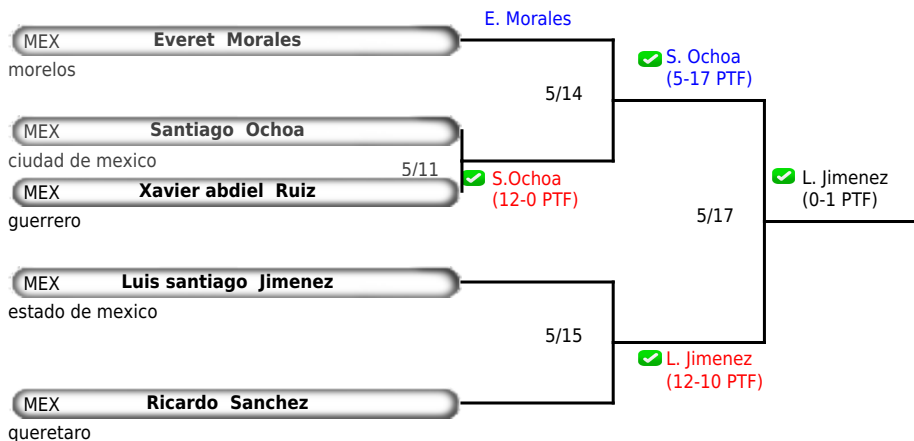 E. Morales
MEX Everet Morales
morelos
S. Ochoa
(5-17 PTF)
5/14
MEX Santiago Ochoa
ciudad de mexico
5/11
S.Ochoa
(12-0 PTF)
MEX Xavier abdiel Ruiz
guerrero
L. Jimenez
(0-1 PTF)
5/17
MEX Luis santiago Jimenez
estado de mexico
5/15
L. Jimenez
(12-10 PTF)
MEX Ricardo Sanchez
queretaro